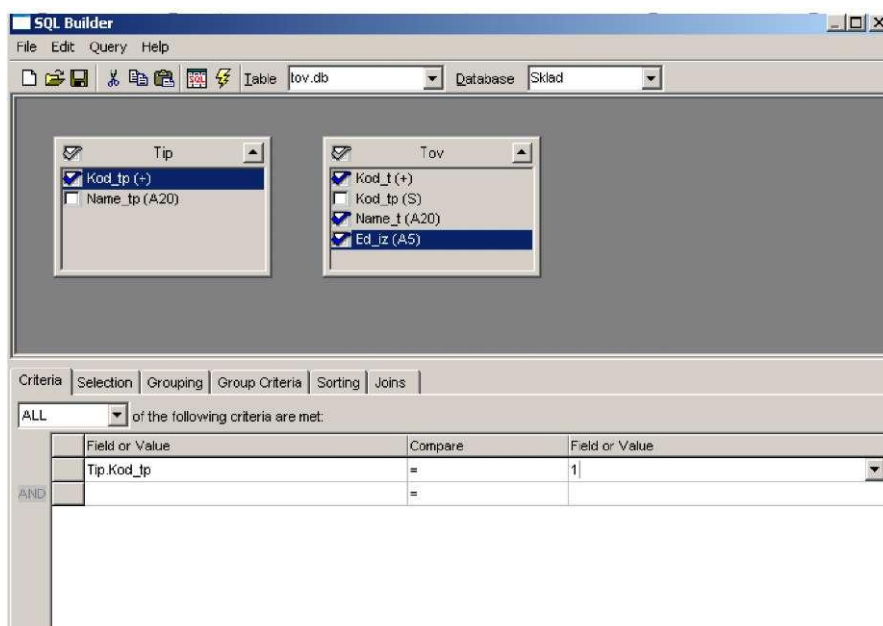 SQL Builder
File Edit Query Help
SQL Table tov.db Database Sklad
Tip
Kod_tp (+)
Name_tp (A20)
Tov
Kod_t (+)
Kod_tp (S)
Name_t (A20)
Ed_iz (A5)
Criteria Selection Grouping Group Criteria Sorting Joins
ALL of the following criteria are met:
Field or Value Compare Field or Value
Tip.Kod_tp = 1
AND =